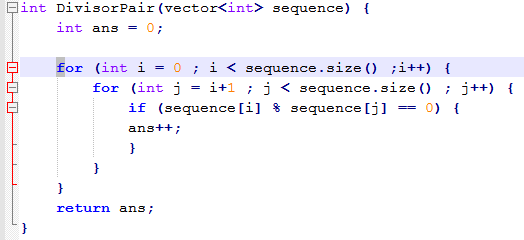 int DivisorPair(vector<int> sequence) {
int ans = 0;
for (int i = 0 ; i < sequence.size() ;i++) {
for (int j = i+1 ; j < sequence.size() ; j++) {
if (sequence[i] % sequence[j] == 0) {
ans++;
}
}
}
return ans;
}